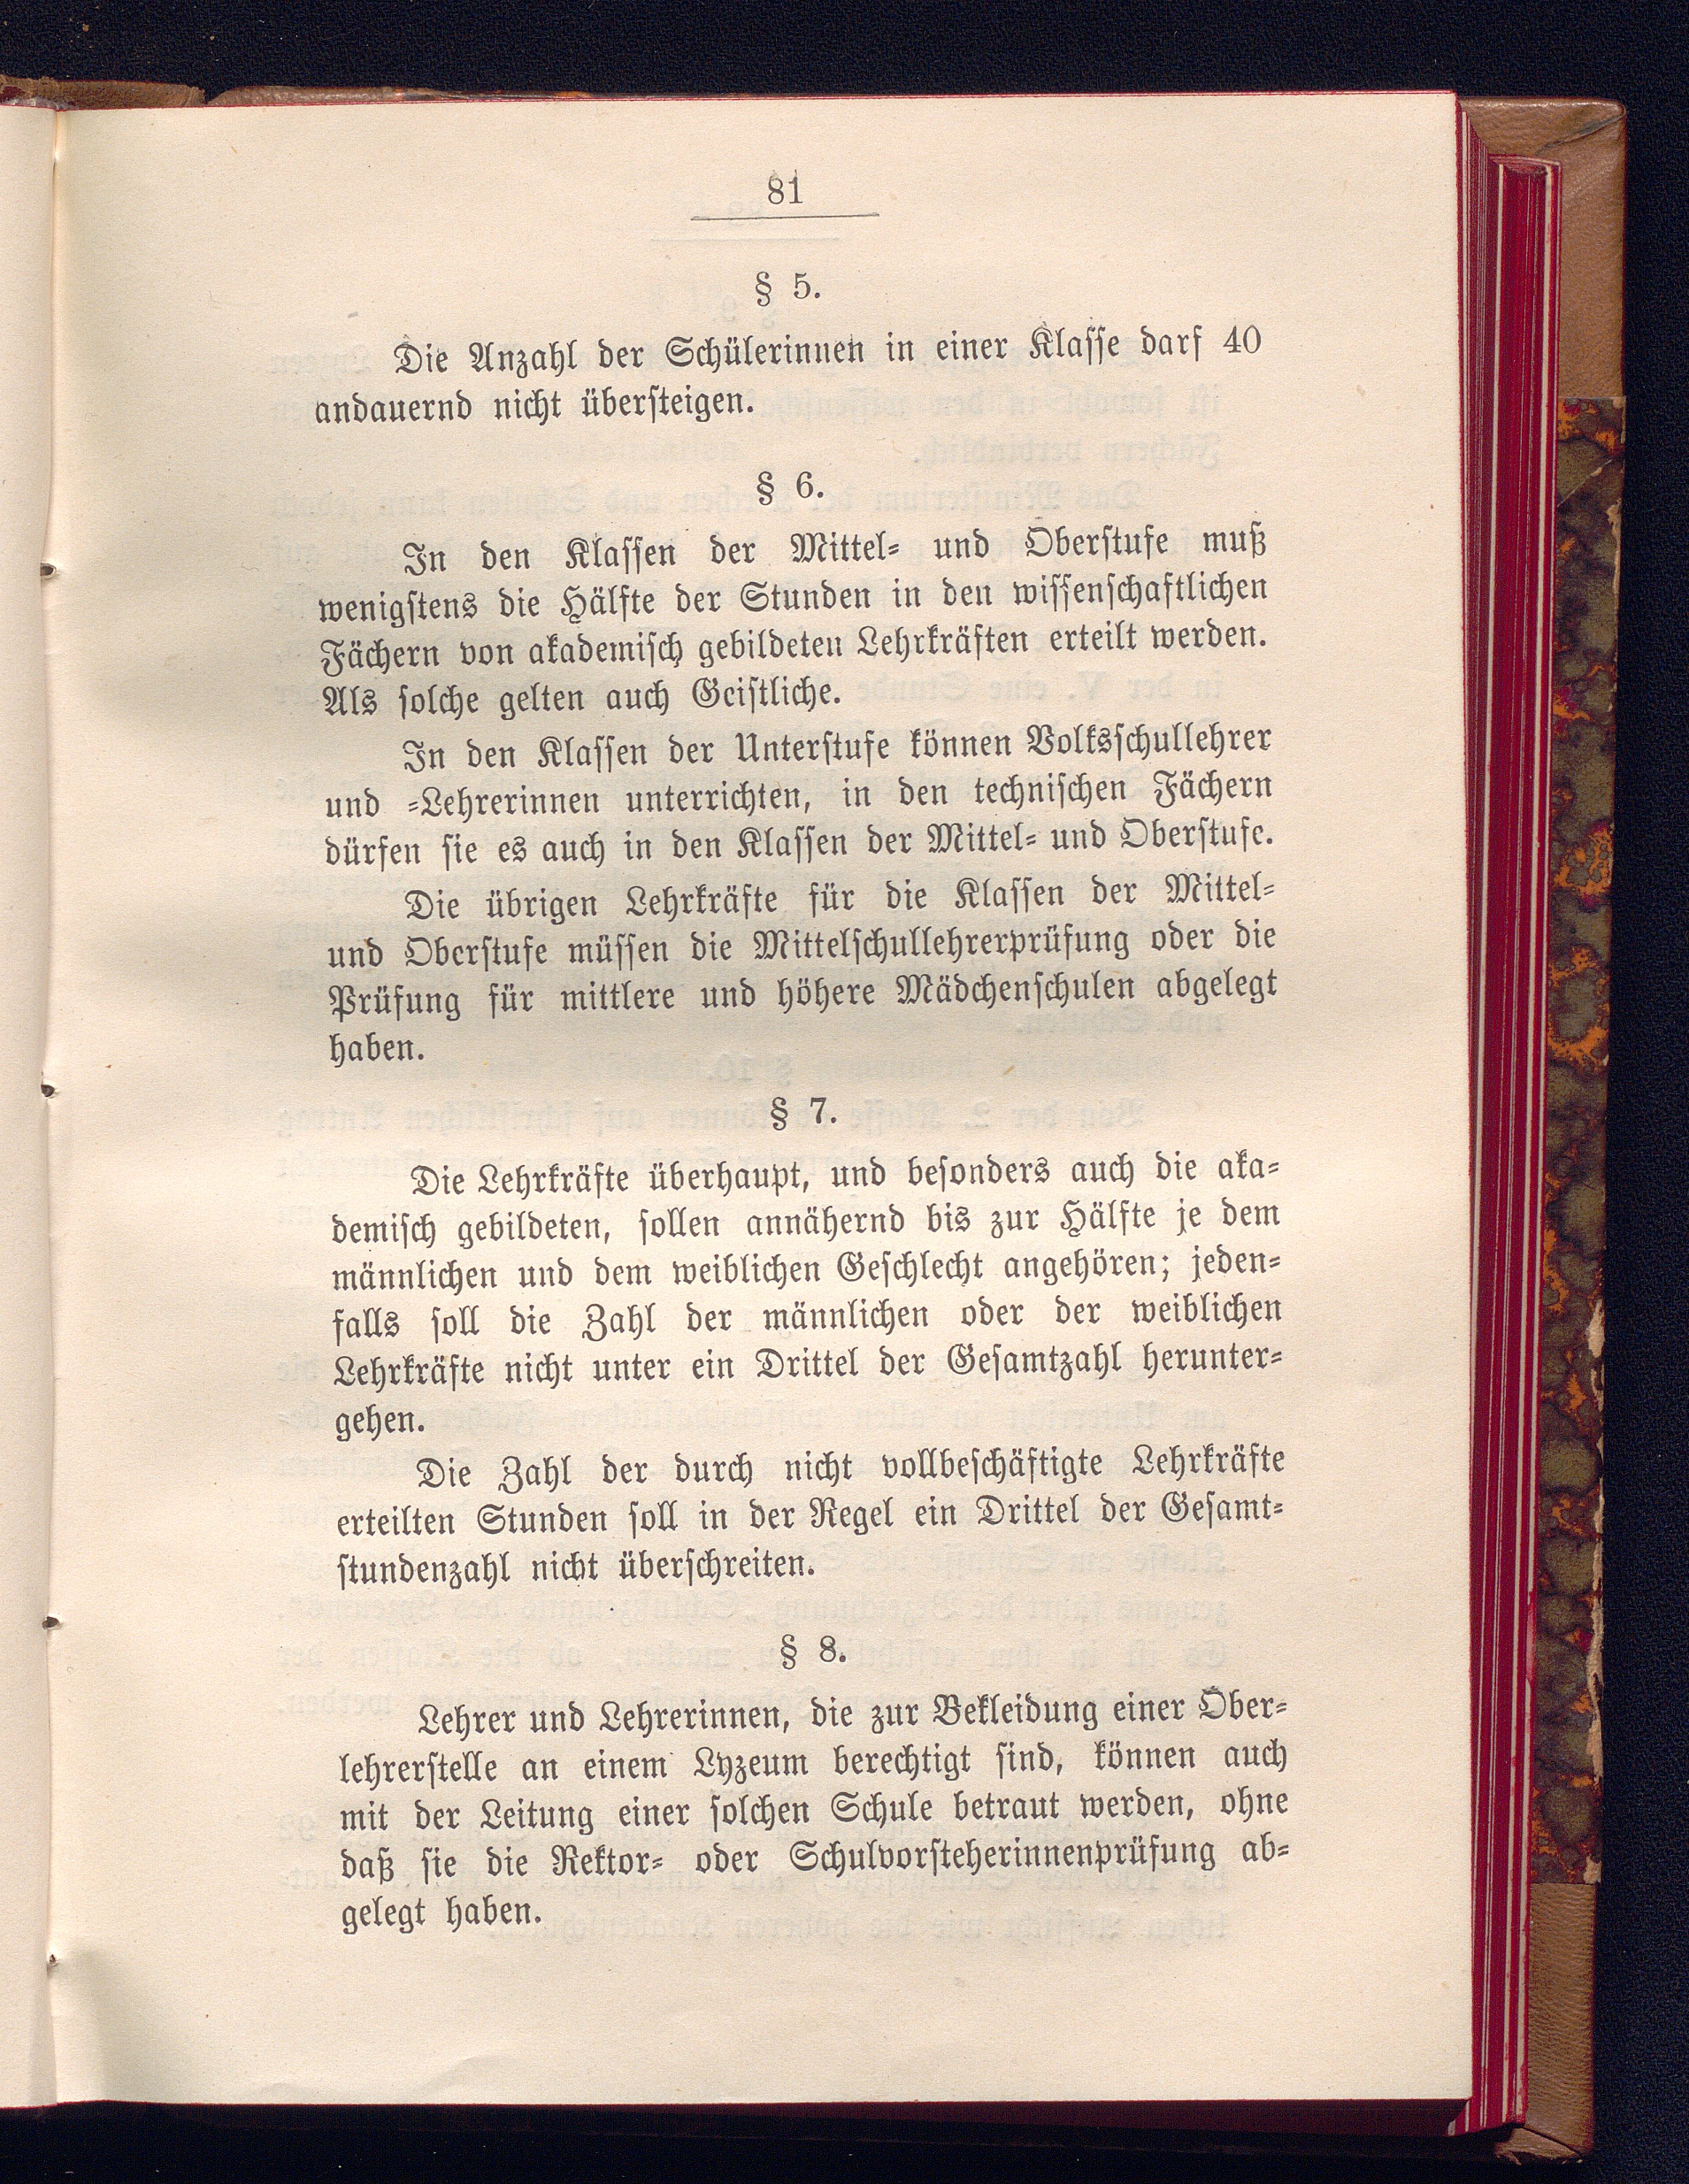 81
§ 5.
Die Anzahl der Schülerinnen in einer Klasse darf 40
andauernd nicht übersteigen.
§ 6.
In den Klassen der Mittel- und Oberstufe muß
wenigstens die Hälfte der Stunden in den wissenschaftlichen
Fächern von akademisch gebildeten Lehrkräften erteilt werden.
Als solche gelten auch Geistliche.
In den Klassen der Unterstufe können Volksschullehrer
und -Lehrerinnen unterrichten, in den technischen Fächern
dürfen sie es auch in den Klassen der Mittel- und Oberstufe.
Die übrigen Lehrkräfte für die Klassen der Mittel-
und Oberstufe müssen die Mittelschullehrerprüfung oder die
Prüfung für mittlere und höhere Mädchenschulen abgelegt
haben.
§ 7.
Die Lehrkräfte überhaupt, und besonders auch die aka-
demisch gebildeten, sollen annähernd bis zur Hälfte je dem
männlichen und dem weiblichen Geschlecht angehören; jeden-
falls soll die Zahl der männlichen oder der weiblichen
Lehrkräfte nicht unter ein Drittel der Gesamtzahl herunter-
gehen.
Die Zahl der durch nicht vollbeschäftigte Lehrkräfte
erteilten Stunden soll in der Regel ein Drittel der Gesamt-
stundenzahl nicht überschreiten.
§ 8.
Lehrer und Lehrerinnen, die zur Bekleidung einer Ober-
lehrerstelle an einem Lyzeum berechtigt sind, können auch
mit der Leitung einer solchen Schule betraut werden, ohne
daß sie die Rektor- oder Schulvorsteherinnenprüfung ab-
gelegt haben.